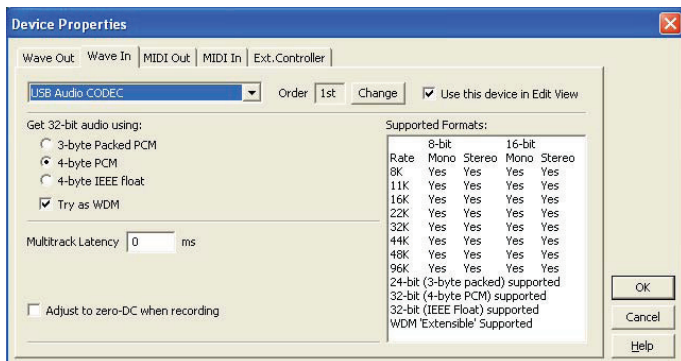 Device Properties
Wave Out Wave In MIDI Out MIDI In Ext.Controller
USB Audio CODEC Order 1st Change Use this device in Edit View
Get 32-bit audio using:
3-byte Packed PCM
4-byte PCM
4-byte IEEE float
Try as WDM
Multitrack Latency 0 ms
Adjust to zero-DC when recording
Supported Formats:
8-bit 16-bit
Rate Mono Stereo Mono Stereo
8K Yes Yes Yes Yes
11K Yes Yes Yes Yes
16K Yes Yes Yes Yes
22K Yes Yes Yes Yes
32K Yes Yes Yes Yes
44K Yes Yes Yes Yes
48K Yes Yes Yes Yes
96K Yes Yes Yes Yes
24-bit (3-byte packed) supported
32-bit (4-byte PCM) supported
32-bit (IEEE Float) supported
WDM 'Extensible' Supported
OK
Cancel
Help